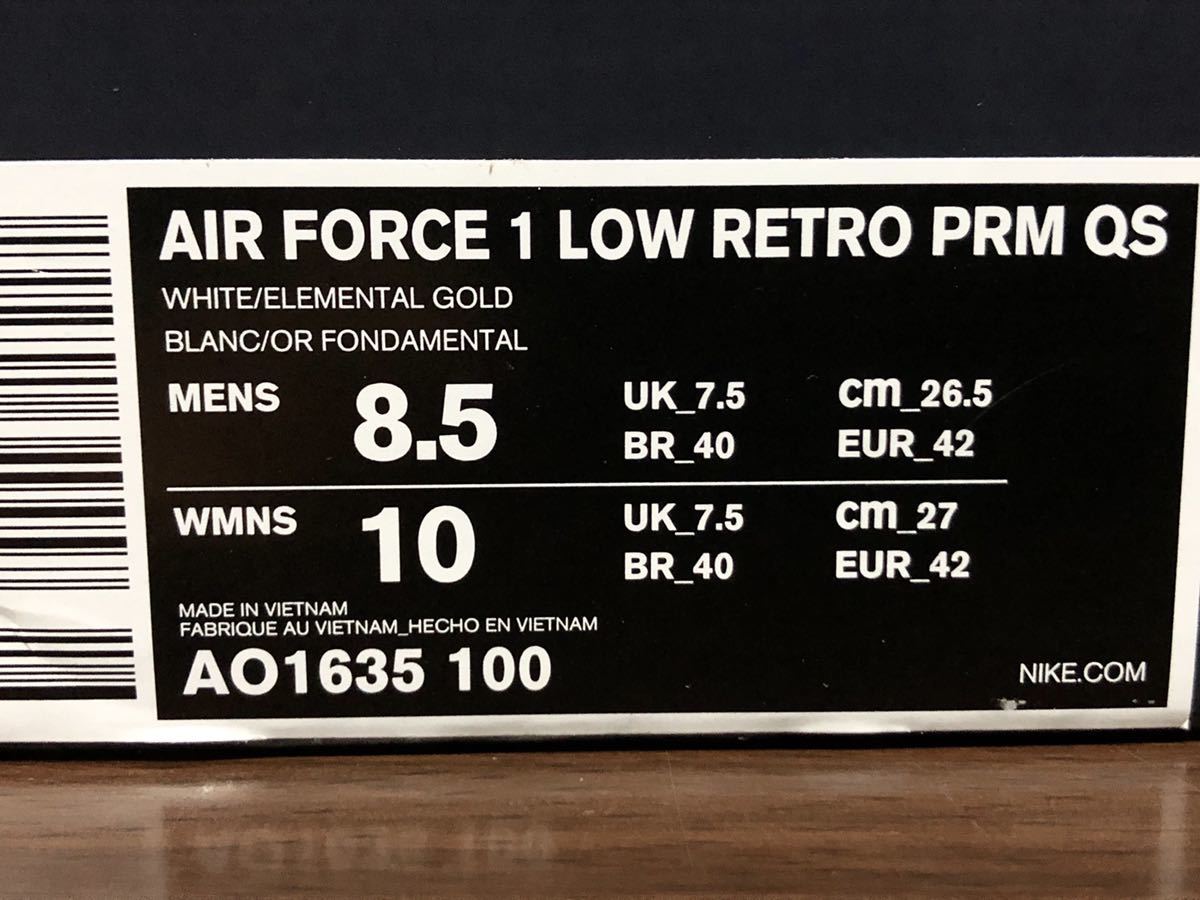 AIR FORCE 1 LOW RETRO PRM QS
WHITE/ELEMENTAL GOLD
BLANC/OR FONDAMENTAL
MENS 8.5 UK_7.5 cm_26.5
BR_40 EUR_42
WMNS 10 UK_7.5 cm_27
BR_40 EUR_42
MADE IN VIETNAM
FABRIQUE AU VIETNAM_HECHO EN VIETNAM
AO1635 100
NIKE.COM